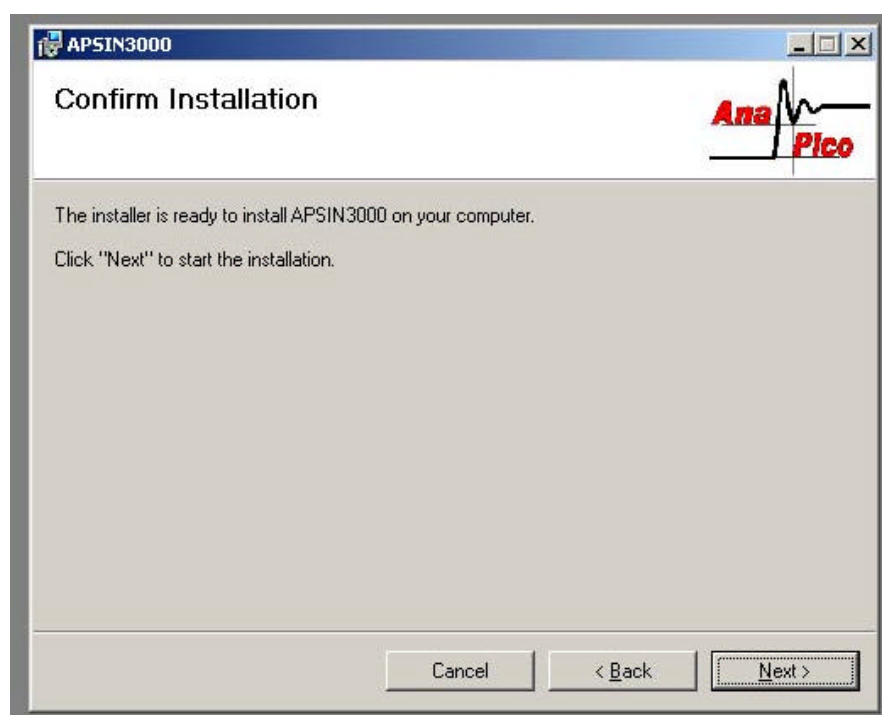 APSIN3000
Confirm Installation
Ana
Pico
The installer is ready to install APSIN3000 on your computer.
Click "Next" to start the installation.
Cancel
< Back
Next >